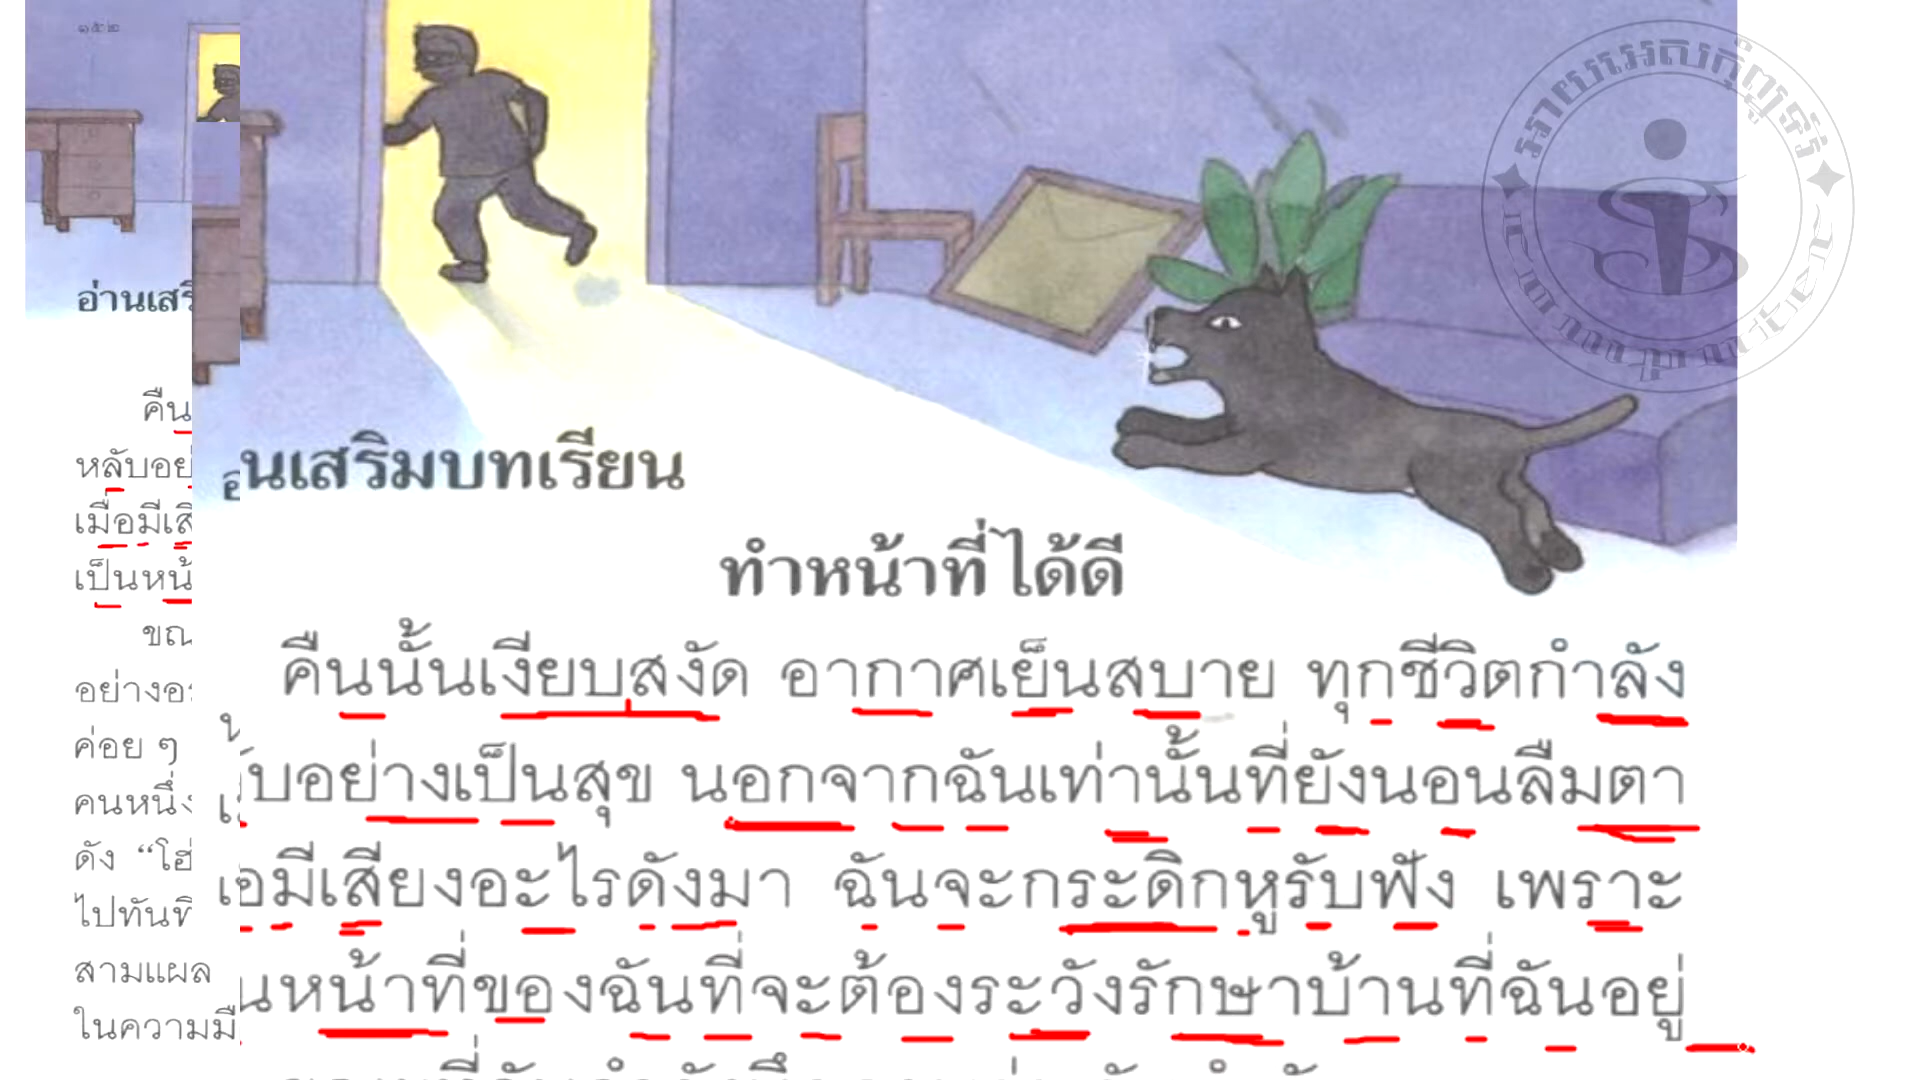 ๑๕๒
อ่านเสริ
นเสริมบทเรียน
ทำหน้าที่ได้ดี
คืนนั้นเงียบสงัด อากาศเย็นสบาย ทุกชีวิตกำลัง
บอย่างเป็นสุข นอกจากฉันเท่านั้นที่ยังนอนลืมตา
อมีเสียงอะไรดังมา ฉันจะกระดิกหูรับฟัง เพราะ
นหน้าที่ของฉันที่จะต้องระวังรักษาบ้านที่ฉันอยู่
คืน
หลับอย่
เมื่อมีเสี
เป็นหน้
ขณ
อย่างอร
ค่อย ๆ
คนหนึ่ง
ดัง “โฮ่
ไปทันที
สามแผล
ในความมื